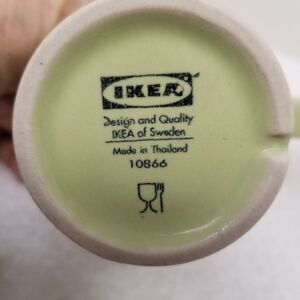 IKEA
Design and Quality
IKEA of Sweden
Made in Thailand
10866